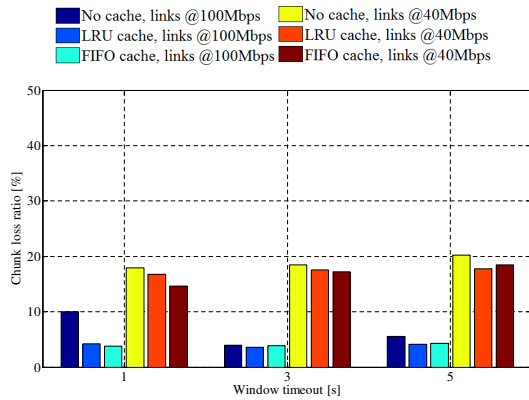 No cache, links @100Mbps
No cache, links @40Mbps
LRU cache, links @100Mbps
LRU cache, links @40Mbps
FIFO cache, links @100Mbps
FIFO cache, links @40Mbps
50
40
30
20
10
0
Chunk loss ratio [%]
1
3
5
Window timeout [s]